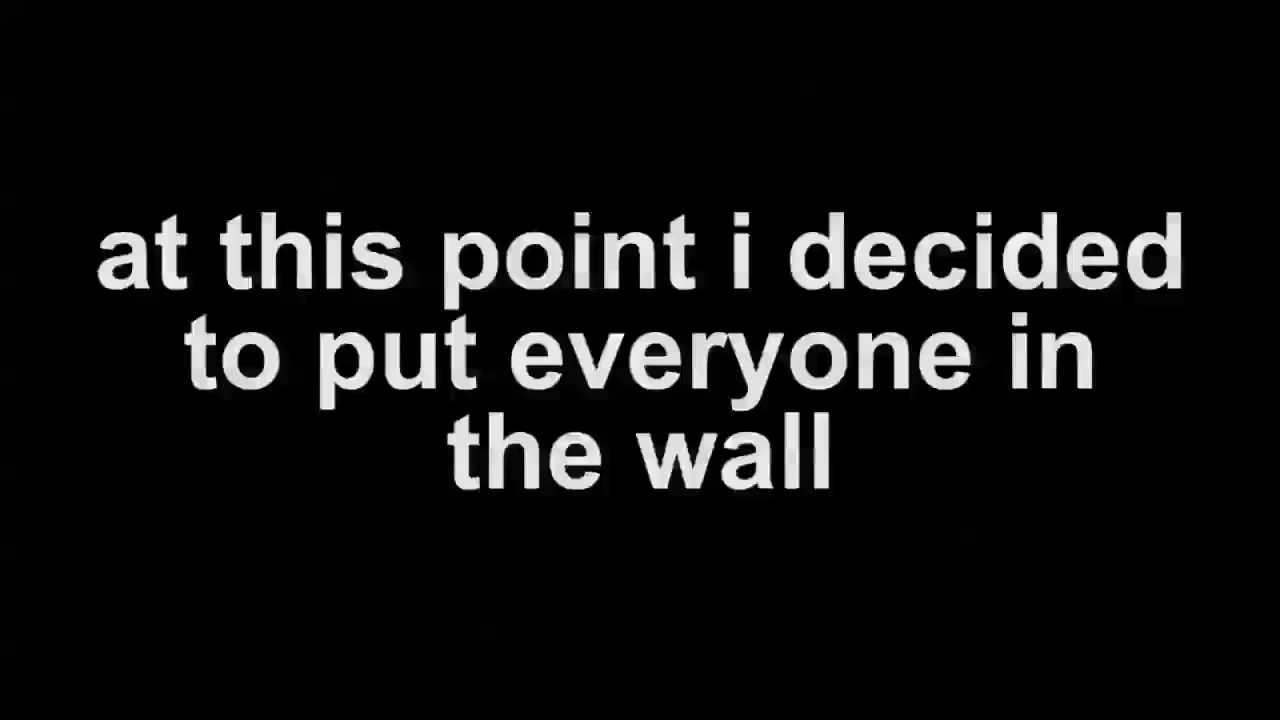 at this point i decided
to put everyone in
the wall